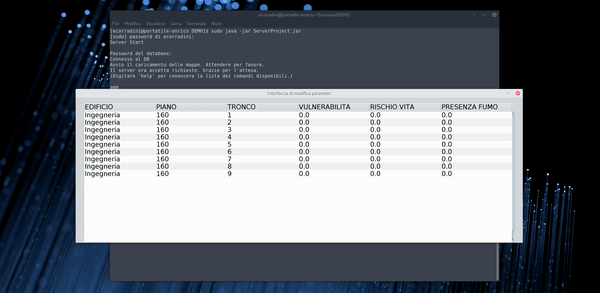 ecorradini@portatile-enrico:~/Scrivania/DEMO
File Modifica Visualizza Cerca Terminale Aiuto
[ecorradini@portatile-enrico DEMO]$ sudo java -jar ServerProject.jar
[sudo] password di ecorradini:
Server Start
Password del database:
Connesso al DB
Avvio il caricamento delle mappe. Attendere per favore.
Il server ora accetta richieste. Grazie per l'attesa.
(Digitare 'help' per conoscere la lista dei comandi disponibili.)
Interfaccia di modifica parametri
EDIFICIO PIANO TRONCO VULNERABILITA RISCHIO VITA PRESENZA FUMO
Ingegneria 160 1 0.0 0.0 0.0
Ingegneria 160 2 0.0 0.0 0.0
Ingegneria 160 3 0.0 0.0 0.0
Ingegneria 160 4 0.0 0.0 0.0
Ingegneria 160 5 0.0 0.0 0.0
Ingegneria 160 6 0.0 0.0 0.0
Ingegneria 160 7 0.0 0.0 0.0
Ingegneria 160 8 0.0 0.0 0.0
Ingegneria 160 9 0.0 0.0 0.0